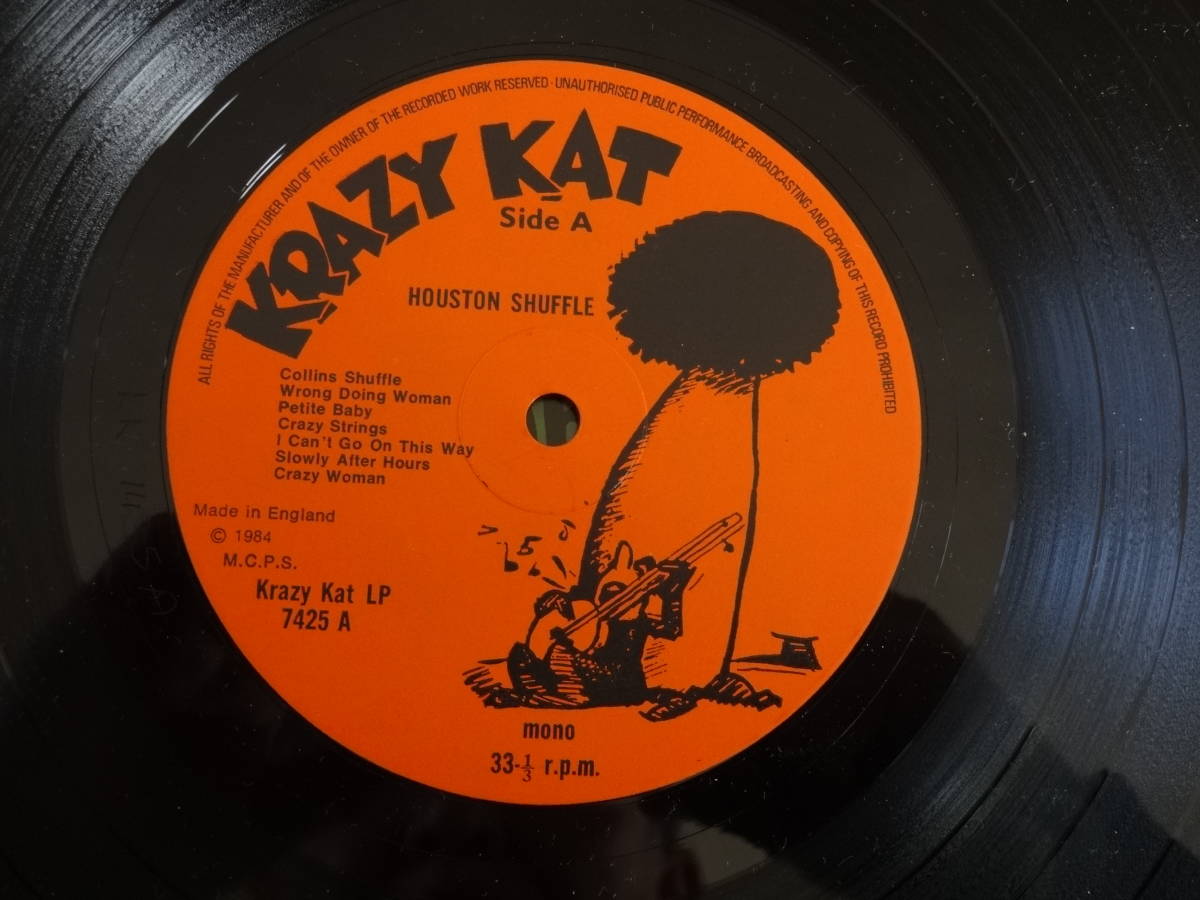 ALL RIGHTS OF THE MANUFACTURER AND OF THE OWNER OF THE RECORDED WORK RESERVED · UNAUTHORISED PUBLIC PERFORMANCE BROADCASTING AND COPYING OF THIS RECORD PROHIBITED
KRAZY KAT
Side A
HOUSTON SHUFFLE
Collins Shuffle
Wrong Doing Woman
Petite Baby
Crazy Strings
I Can't Go On This Way
Slowly After Hours
Crazy Woman
Made in England
© 1984
M.C.P.S.
Krazy Kat LP
7425 A
mono
33-1/3 r.p.m.